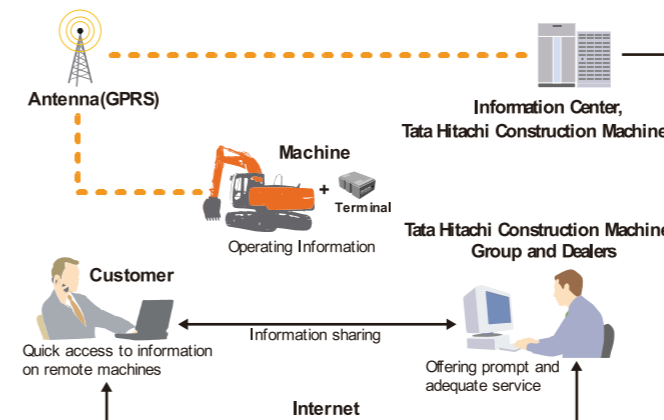 Antenna(GPRS)
Information Center,
Tata Hitachi Construction Machine
Machine
+
Terminal
Operating Information
Tata Hitachi Construction Machine
Group and Dealers
Customer
Information sharing
Quick access to information
on remote machines
Offering prompt and
adequate service
Internet